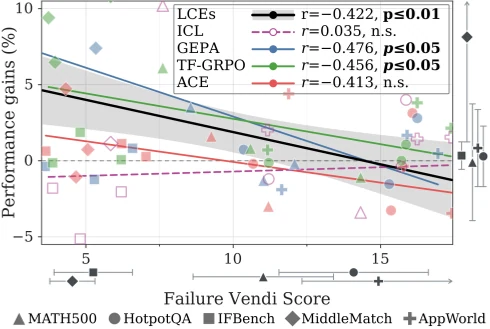 LCEs r=−0.422, p≤0.01
ICL r=0.035, n.s.
GEPA r=−0.476, p≤0.05
TF-GRPO r=−0.456, p≤0.05
ACE r=−0.413, n.s.
Performance gains (%)
10
5
0
−5
5 10 15
Failure Vendi Score
MATH500 HotpotQA IFBench MiddleMatch AppWorld